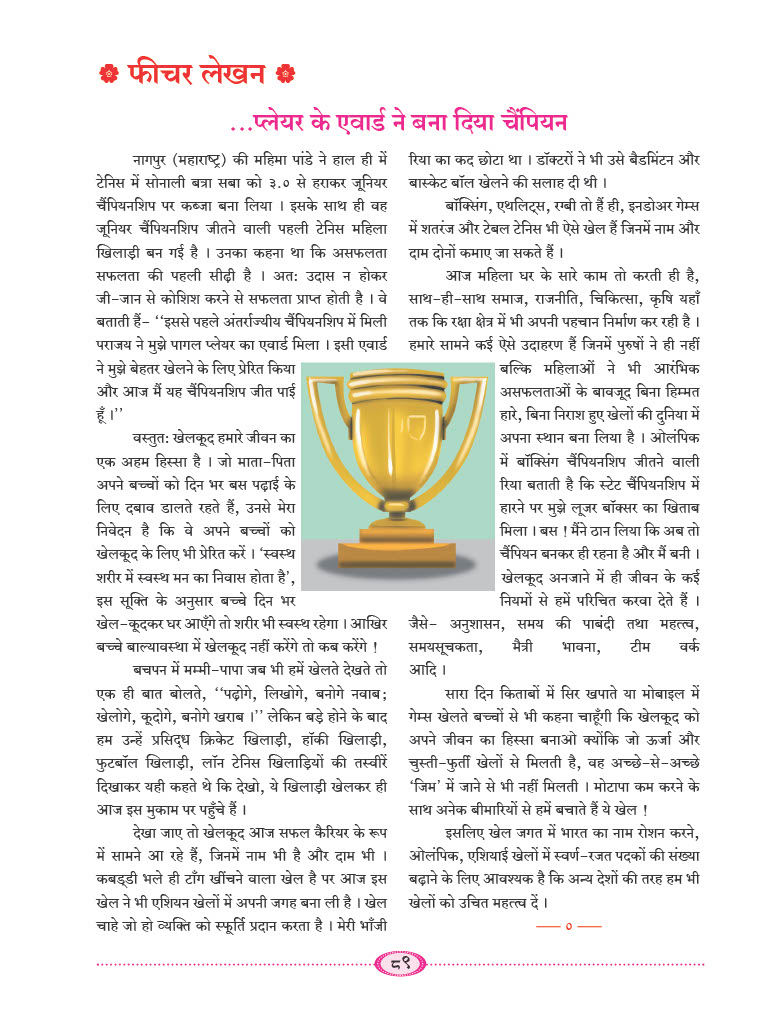 फीचर लेखन
...प्लेयर के एवार्ड ने बना दिया चैंपियन
नागपुर (महाराष्ट्र) की महिमा पांडे ने हाल ही में
टेनिस में सोनाली बत्रा सबा को ३.० से हराकर जूनियर
चैंपियनशिप पर कब्जा बना लिया । इसके साथ ही वह
जूनियर चैंपियनशिप जीतने वाली पहली टेनिस महिला
खिलाड़ी बन गई है । उनका कहना था कि असफलता
सफलता की पहली सीढ़ी है । अतः उदास न होकर
जी-जान से कोशिश करने से सफलता प्राप्त होती है । वे
बताती हैं- ‘‘इससे पहले अंतर्राज्यीय चैंपियनशिप में मिली
पराजय ने मुझे पागल प्लेयर का एवार्ड मिला । इसी एवार्ड
ने मुझे बेहतर खेलने के लिए प्रेरित किया
और आज मैं यह चैंपियनशिप जीत पाई
हूँ ।’’
वस्तुतः खेलकूद हमारे जीवन का
एक अहम हिस्सा है । जो माता-पिता
अपने बच्चों को दिन भर बस पढ़ाई के
लिए दबाव डालते रहते हैं, उनसे मेरा
निवेदन है कि वे अपने बच्चों को
खेलकूद के लिए भी प्रेरित करें । ‘स्वस्थ
शरीर में स्वस्थ मन का निवास होता है’,
इस सूक्ति के अनुसार बच्चे दिन भर
खेल-कूदकर घर आएँगे तो शरीर भी स्वस्थ रहेगा । आखिर
बच्चे बाल्यावस्था में खेलकूद नहीं करेंगे तो कब करेंगे !
बचपन में मम्मी-पापा जब भी हमें खेलते देखते तो
एक ही बात बोलते, ‘‘पढ़ोगे, लिखोगे, बनोगे नवाब;
खेलोगे, कूदोगे, बनोगे खराब ।’’ लेकिन बड़े होने के बाद
हम उन्हें प्रसिद्ध क्रिकेट खिलाड़ी, हॉकी खिलाड़ी,
फुटबॉल खिलाड़ी, लॉन टेनिस खिलाड़ियों की तस्वीरें
दिखाकर यही कहते थे कि देखो, ये खिलाड़ी खेलकर ही
आज इस मुकाम पर पहुँचे हैं ।
देखा जाए तो खेलकूद आज सफल कैरियर के रूप
में सामने आ रहे हैं, जिनमें नाम भी है और दाम भी ।
कबड्डी भले ही टाँग खींचने वाला खेल है पर आज इस
खेल ने भी एशियन खेलों में अपनी जगह बना ली है । खेल
चाहे जो हो व्यक्ति को स्फूर्ति प्रदान करता है । मेरी भाँजी
रिया का कद छोटा था । डॉक्टरों ने भी उसे बैडमिंटन और
बास्केट बॉल खेलने की सलाह दी थी ।
बॉक्सिंग, एथलिट्स, रग्बी तो हैं ही, इनडोअर गेम्स
में शतरंज और टेबल टेनिस भी ऐसे खेल हैं जिनमें नाम और
दाम दोनों कमाए जा सकते हैं ।
आज महिला घर के सारे काम तो करती ही है,
साथ-ही-साथ समाज, राजनीति, चिकित्सा, कृषि यहाँ
तक कि रक्षा क्षेत्र में भी अपनी पहचान निर्माण कर रही है ।
हमारे सामने कई ऐसे उदाहरण हैं जिनमें पुरुषों ने ही नहीं
बल्कि महिलाओं ने भी आरंभिक
असफलताओं के बावजूद बिना हिम्मत
हारे, बिना निराश हुए खेलों की दुनिया में
अपना स्थान बना लिया है । ओलंपिक
में बॉक्सिंग चैंपियनशिप जीतने वाली
रिया बताती है कि स्टेट चैंपियनशिप में
हारने पर मुझे लूजर बॉक्सर का खिताब
मिला । बस ! मैंने ठान लिया कि अब तो
चैंपियन बनकर ही रहना है और मैं बनी ।
खेलकूद अनजाने में ही जीवन के कई
नियमों से हमें परिचित करवा देते हैं ।
जैसे- अनुशासन, समय की पाबंदी तथा महत्त्व,
समयसूचकता, मैत्री भावना, टीम वर्क
आदि ।
सारा दिन किताबों में सिर खपाते या मोबाइल में
गेम्स खेलते बच्चों से भी कहना चाहूँगी कि खेलकूद को
अपने जीवन का हिस्सा बनाओ क्योंकि जो ऊर्जा और
चुस्ती-फुर्ती खेलों से मिलती है, वह अच्छे-से-अच्छे
‘जिम’ में जाने से भी नहीं मिलती । मोटापा कम करने के
साथ अनेक बीमारियों से हमें बचाते हैं ये खेल !
इसलिए खेल जगत में भारत का नाम रोशन करने,
ओलंपिक, एशियाई खेलों में स्वर्ण-रजत पदकों की संख्या
बढ़ाने के लिए आवश्यक है कि अन्य देशों की तरह हम भी
खेलों को उचित महत्त्व दें ।
—— ० ——
८९